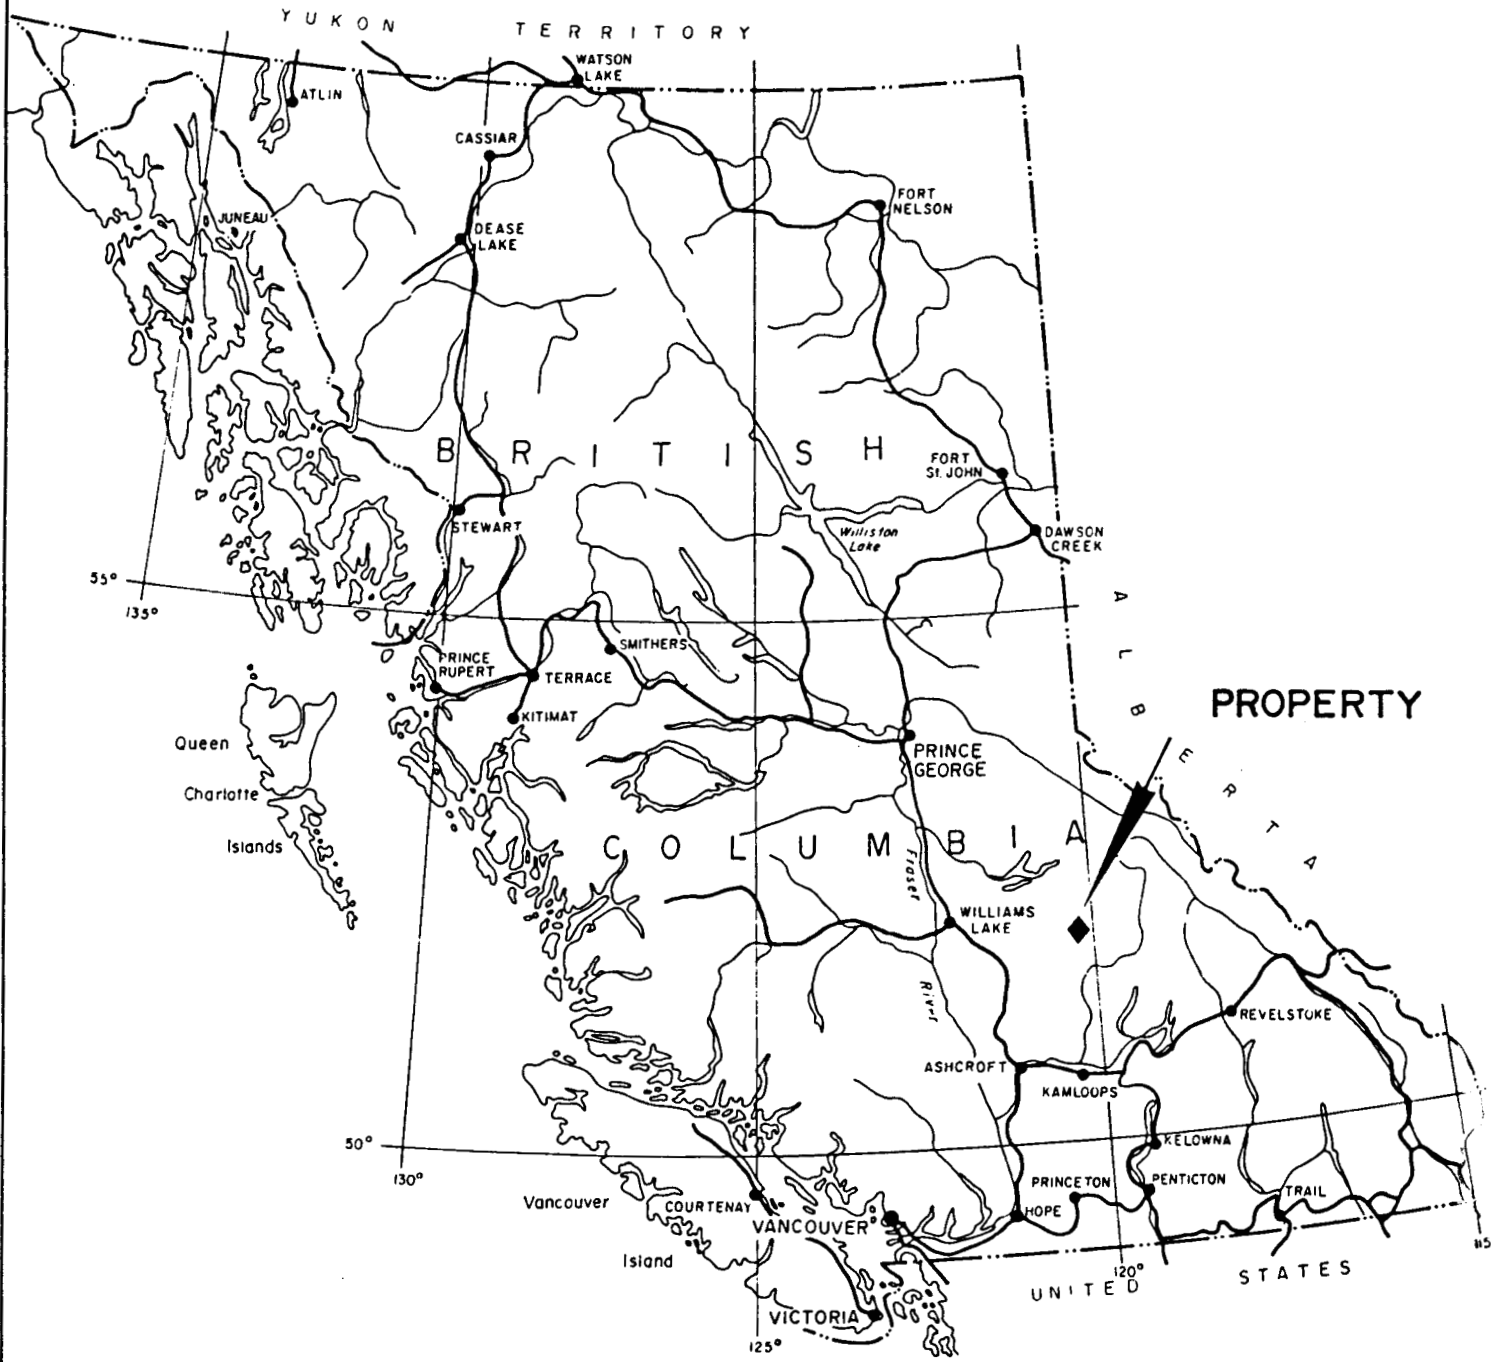 YUKON TERRITORY
WATSON
LAKE
ATLIN
CASSIAR
FORT
NELSON
JUNEAU
DEASE
LAKE
BRITISH
FORT
St. JOHN
STEWART
Williston
Lake
DAWSON
CREEK
55°
135°
ALBERTA
PRINCE
RUPERT
SMITHERS
TERRACE
KITIMAT
PROPERTY
Queen
Charlotte
Islands
PRINCE
GEORGE
COLUMBIA
Fraser
River
WILLIAMS
LAKE
REVELSTOKE
ASHCROFT
KAMLOOPS
50°
130°
KELOWNA
PRINCETON
PENTICTON
TRAIL
HOPE
Vancouver
Island
COURTENAY
VANCOUVER
VICTORIA
125°
120°
115
UNITED STATES